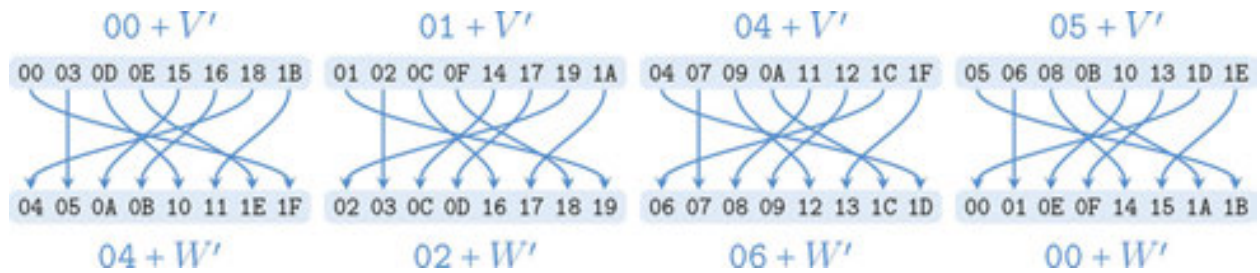 00 + V′ 01 + V′ 04 + V′ 05 + V′
00 03 0D 0E 15 16 18 1B 01 02 0C 0F 14 17 19 1A 04 07 09 0A 11 12 1C 1F 05 06 08 0B 10 13 1D 1E
04 05 0A 0B 10 11 1E 1F 02 03 0C 0D 16 17 18 19 06 07 08 09 12 13 1C 1D 00 01 0E 0F 14 15 1A 1B
04 + W′ 02 + W′ 06 + W′ 00 + W′